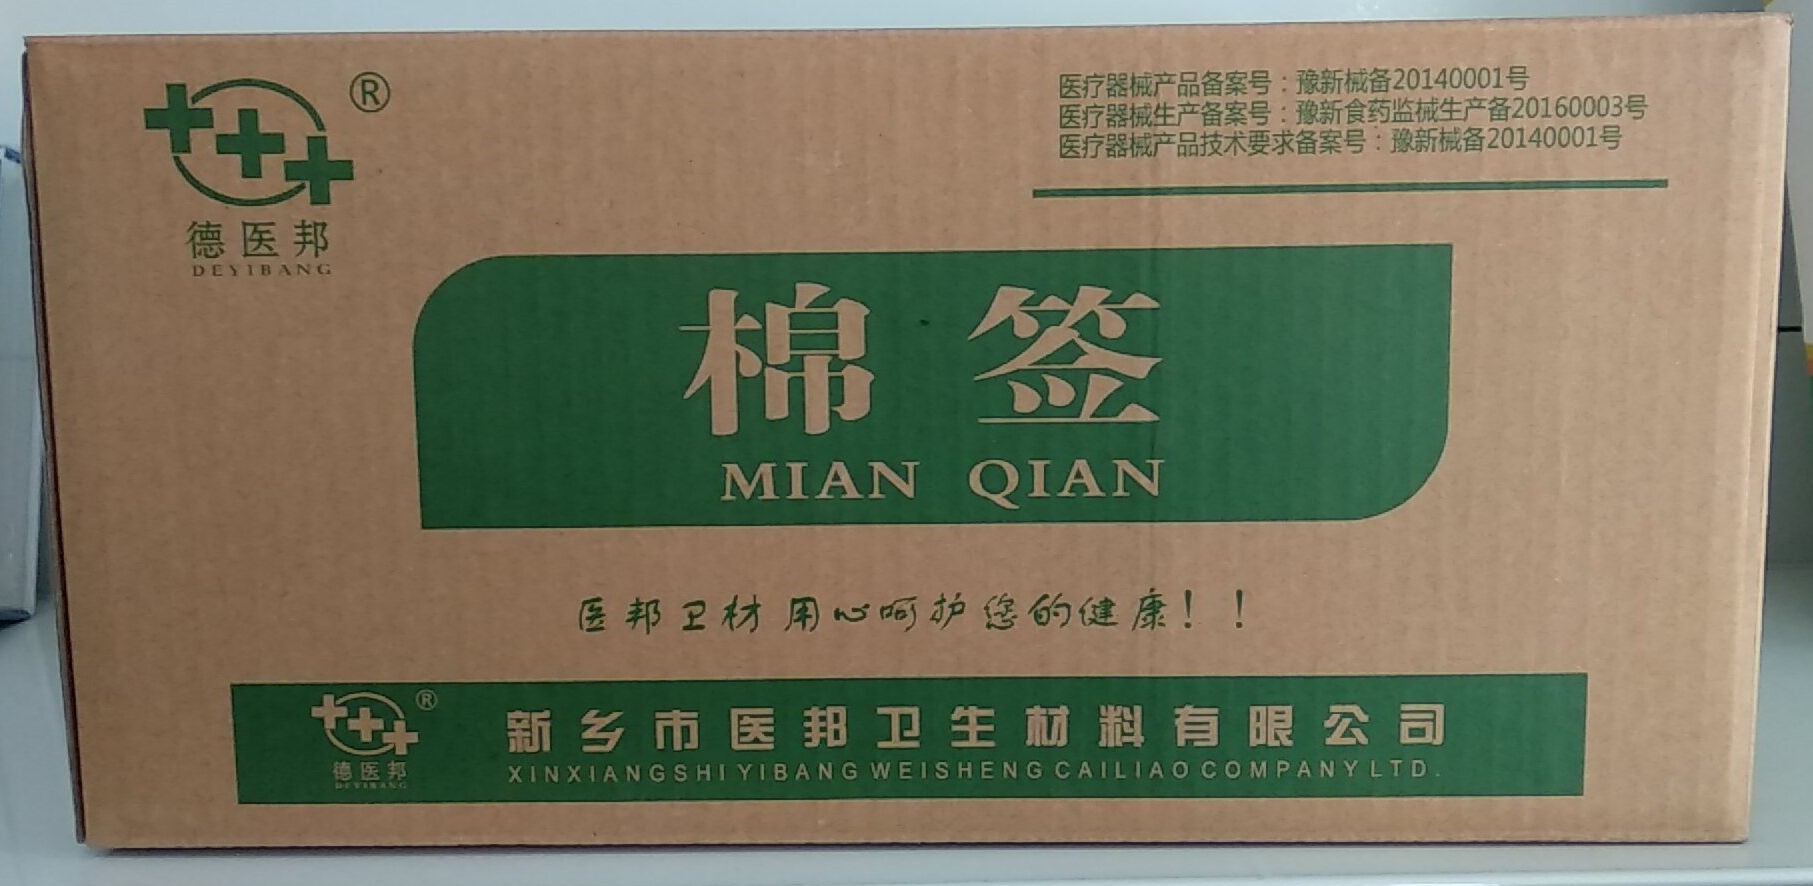 ®
德医邦
DEYIBANG
医疗器械产品备案号：豫新械备20140001号
医疗器械生产备案号：豫新食药监械生产备20160003号
医疗器械产品技术要求备案号：豫新械备20140001号
棉签
MIAN QIAN
医邦卫材 用心呵护您的健康！！
®
德医邦
DEYIBANG
新乡市医邦卫生材料有限公司
XINXIANGSHI YIBANG WEISHENG CAILIAO COMPANY LTD.